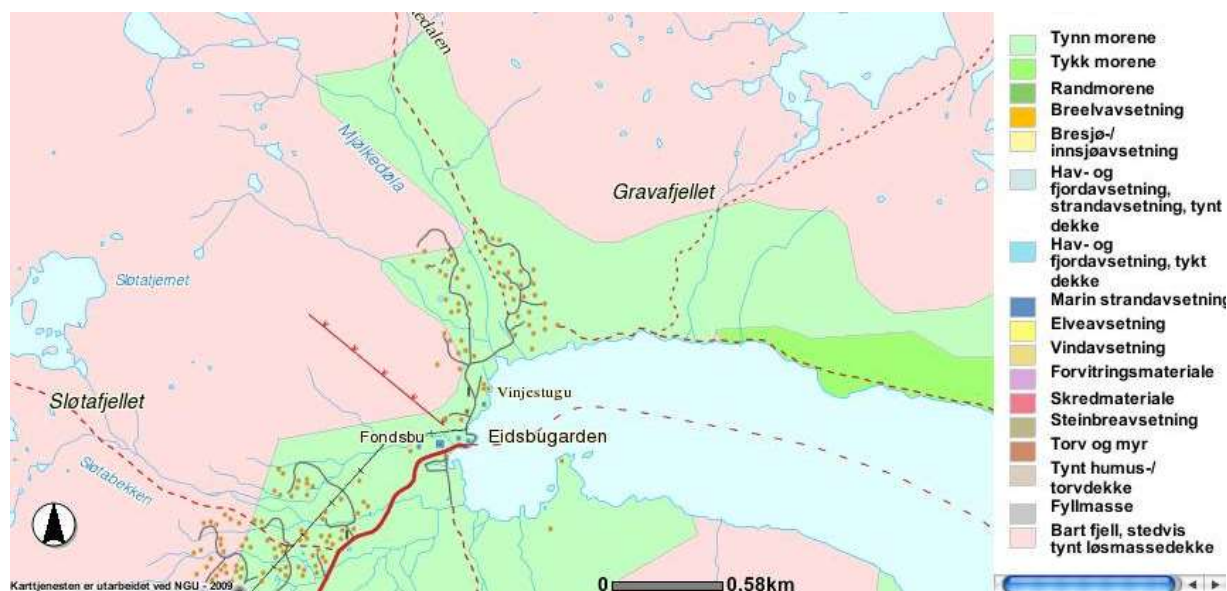 kedalen
Mjølkedøla
Gravafjellet
Sløtatjernet
Sløtafjellet
Vinjestugu
Fondsbu
Eidsbugarden
Sløtabekken
Karttjenesten er utarbeidet ved NGU - 2009
0 0.58km
Tynn morene
Tykk morene
Randmorene
Breelvavsetning
Bresjø-/
innsjøavsetning
Hav- og
fjordavsetning,
strandavsetning, tynt
dekke
Hav- og
fjordavsetning, tykt
dekke
Marin strandavsetning
Elveavsetning
Vindavsetning
Forvitringsmateriale
Skredmateriale
Steinbreavsetning
Torv og myr
Tynt humus-/
torvdekke
Fyllmasse
Bart fjell, stedvis
tynt løsmassedekke